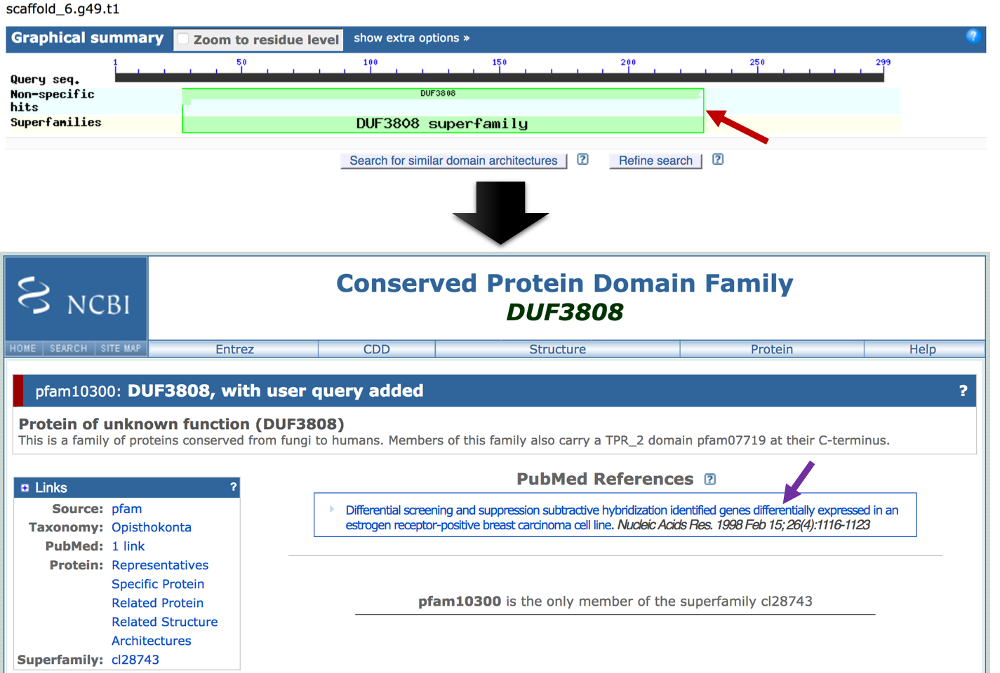 scaffold_6.g49.t1
Graphical summary Zoom to residue level show extra options » ?
1 50 100 150 200 250 299
Query seq.
Non-specific
hits
DUF3808
Superfamilies DUF3808 superfamily
Search for similar domain architectures ? Refine search ?
NCBI
Conserved Protein Domain Family
DUF3808
HOME SEARCH SITE MAP Entrez CDD Structure Protein Help
pfam10300: DUF3808, with user query added ?
Protein of unknown function (DUF3808)
This is a family of proteins conserved from fungi to humans. Members of this family also carry a TPR_2 domain pfam07719 at their C-terminus.
Links ?
Source: pfam
Taxonomy: Opisthokonta
PubMed: 1 link
Protein: Representatives
Specific Protein
Related Protein
Related Structure
Architectures
Superfamily: cl28743
PubMed References ?
Differential screening and suppression subtractive hybridization identified genes differentially expressed in an
estrogen receptor-positive breast carcinoma cell line. Nucleic Acids Res. 1998 Feb 15; 26(4):1116-1123
pfam10300 is the only member of the superfamily cl28743